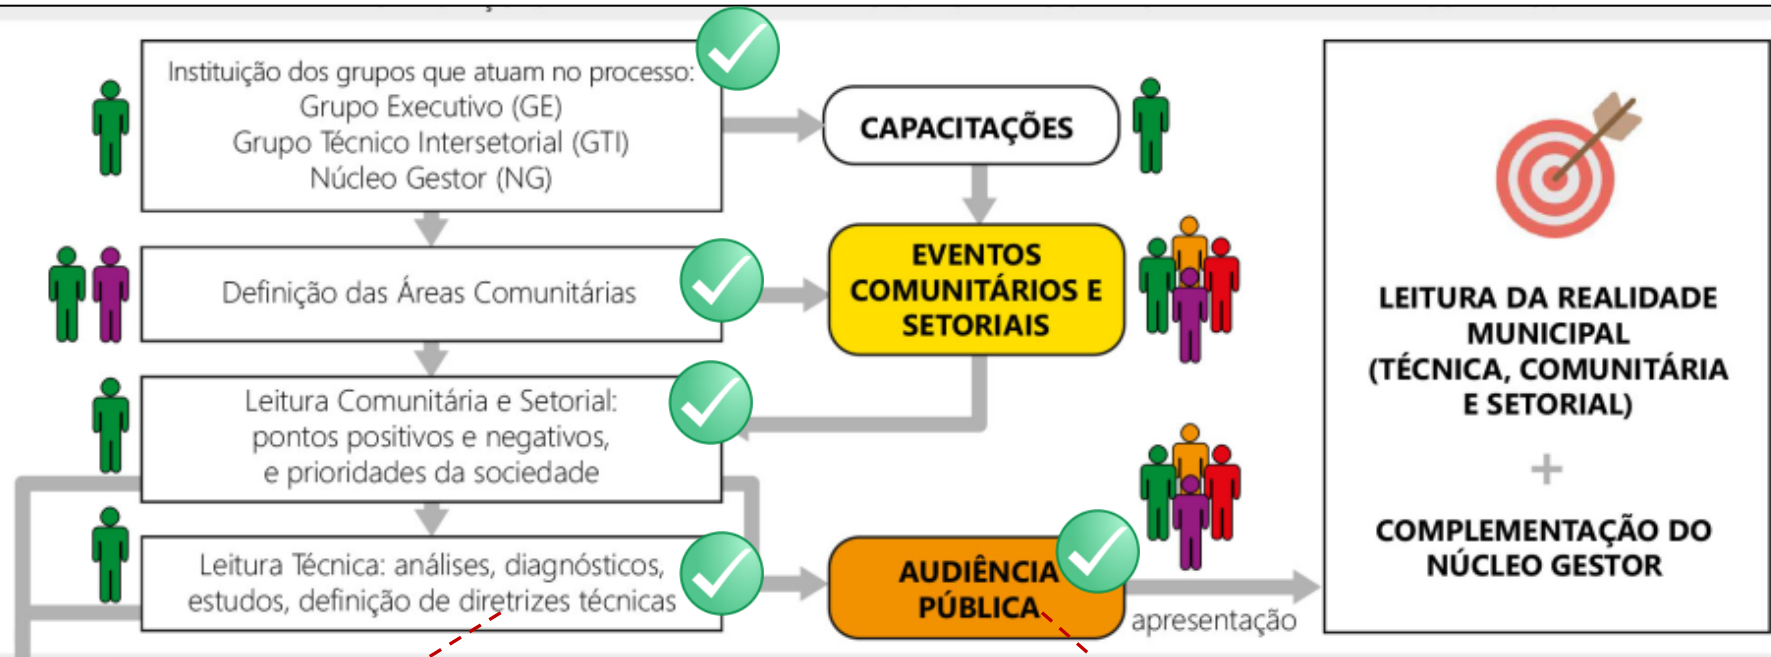 Instituição dos grupos que atuam no processo:
Grupo Executivo (GE)
Grupo Técnico Intersetorial (GTI)
Núcleo Gestor (NG)
CAPACITAÇÕES
Definição das Áreas Comunitárias
EVENTOS
COMUNITÁRIOS E
SETORIAIS
Leitura Comunitária e Setorial:
pontos positivos e negativos,
e prioridades da sociedade
Leitura Técnica: análises, diagnósticos,
estudos, definição de diretrizes técnicas
AUDIÊNCIA
PÚBLICA
apresentação
LEITURA DA REALIDADE
MUNICIPAL
(TÉCNICA, COMUNITÁRIA
E SETORIAL)
+
COMPLEMENTAÇÃO DO
NÚCLEO GESTOR